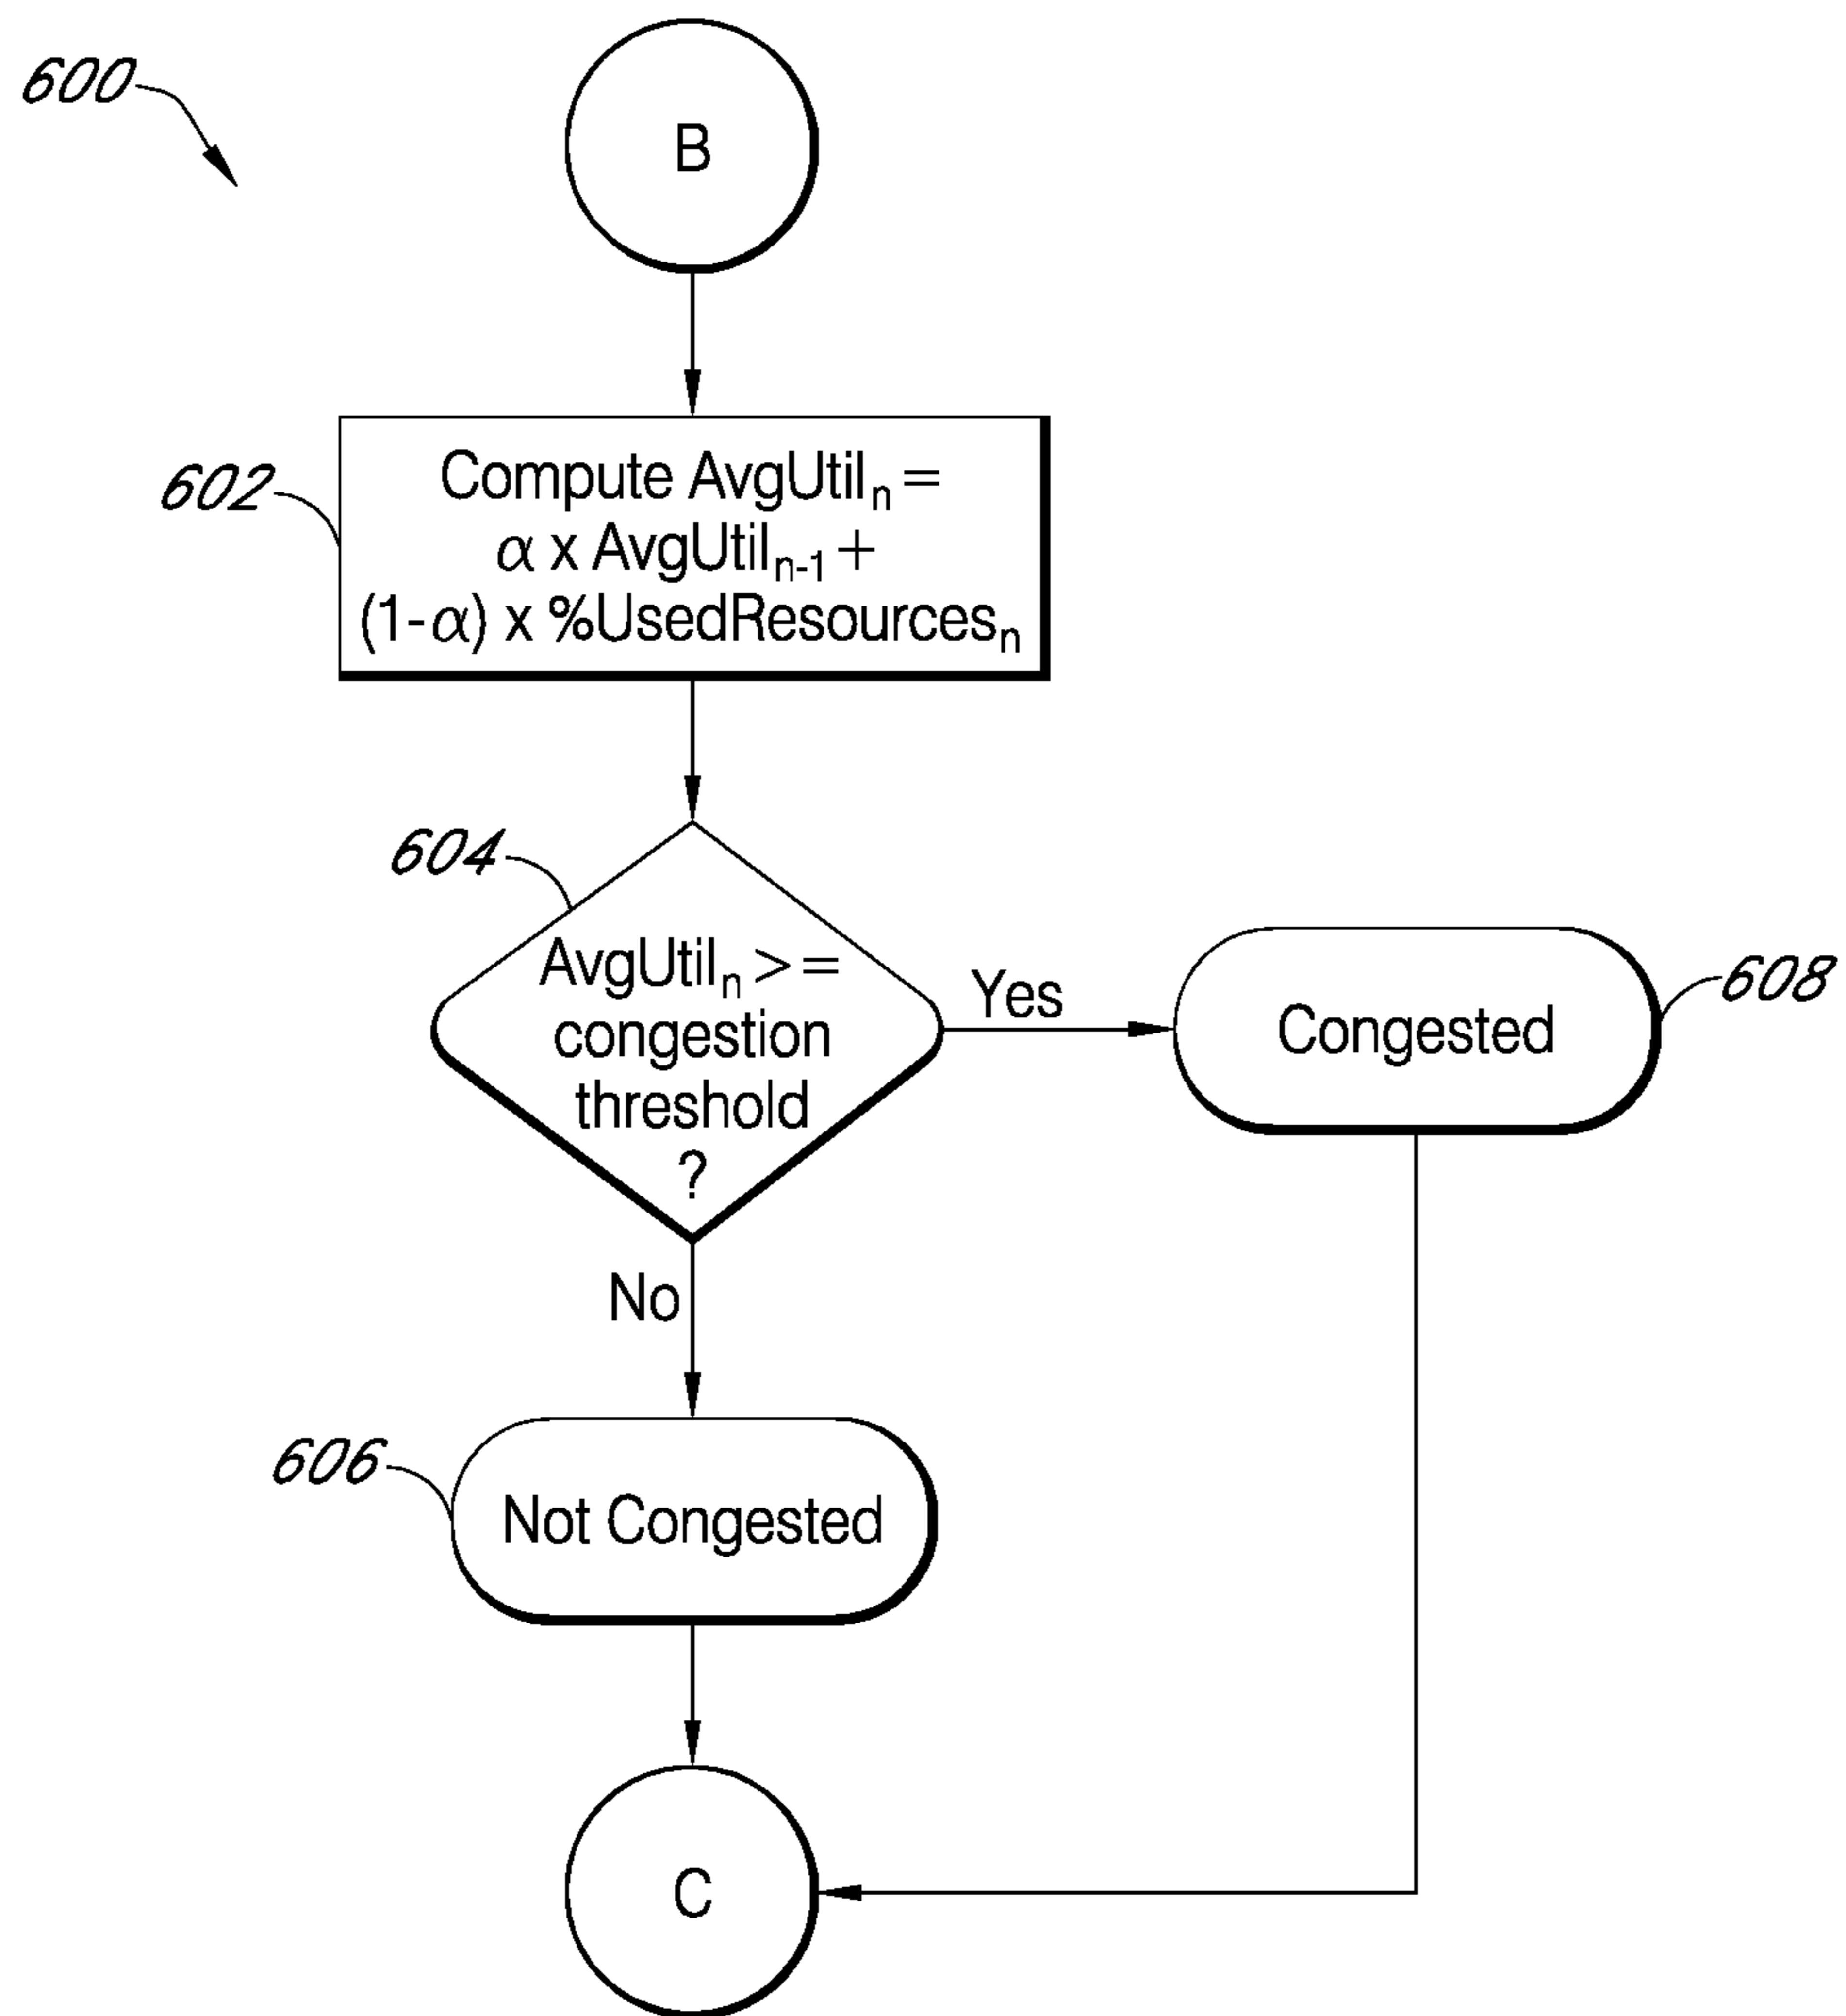 600
B
602
Compute AvgUtilₙ =
α x AvgUtilₙ₋₁ +
(1-α) x %UsedResourcesₙ
604
AvgUtilₙ >=
congestion
threshold
?
Yes
Congested
608
No
606
Not Congested
C